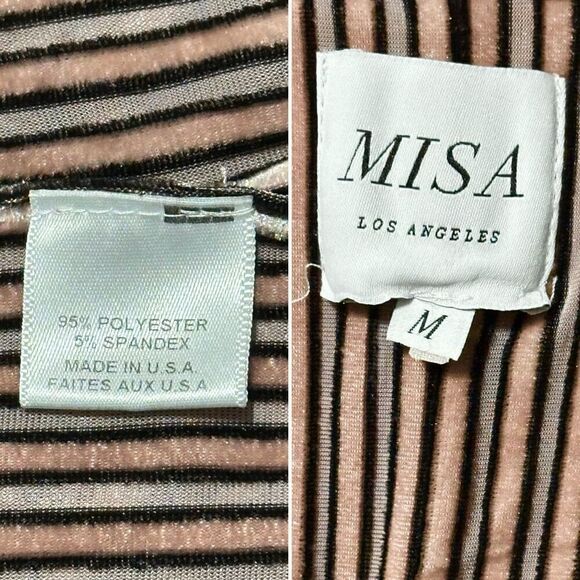 95% POLYESTER
5% SPANDEX
MADE IN U.S.A.
FAITES AUX U.S.A
MISA
LOS ANGELES
M